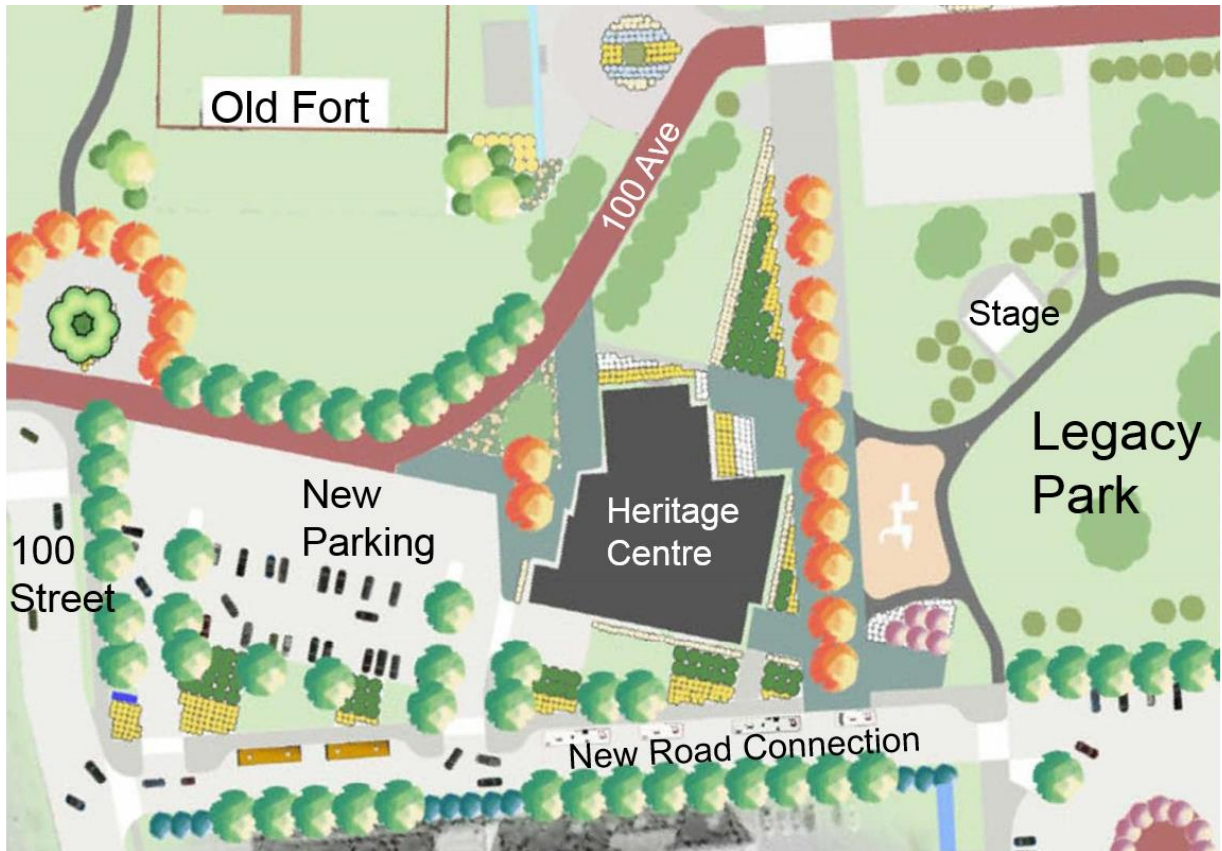 Old Fort
100 Ave
Stage
Legacy
Park
New
Parking
Heritage
Centre
100
Street
New Road Connection